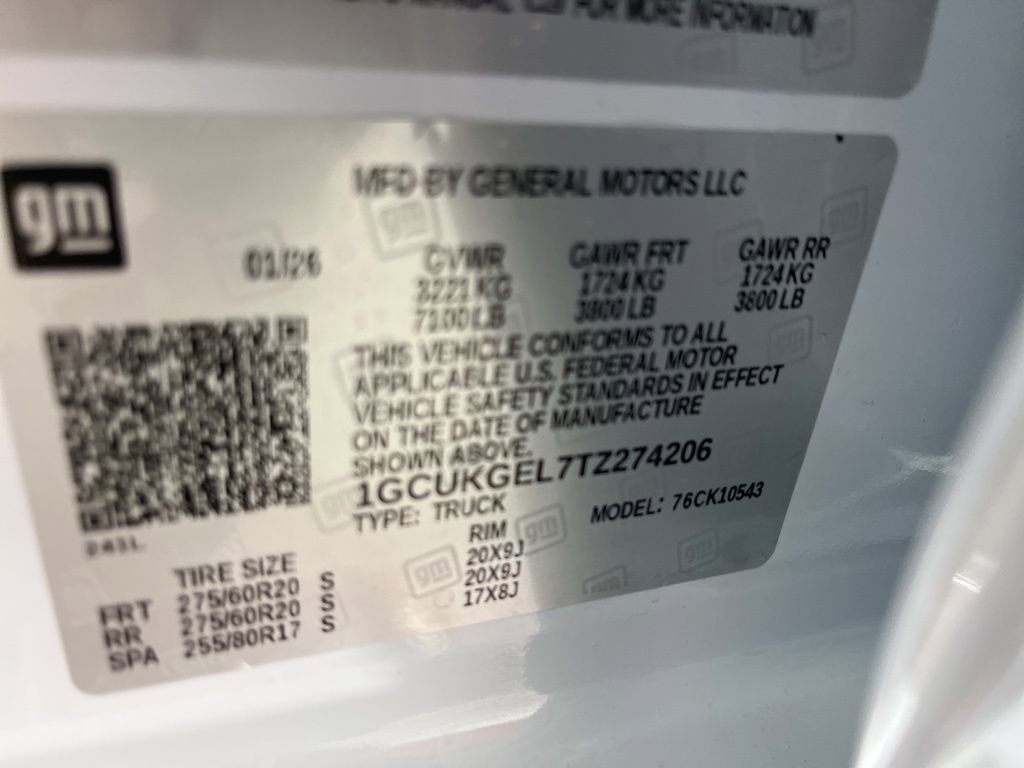 FOR MORE INFORMATION
gm
MFD BY GENERAL MOTORS LLC
01/26
GVWR GAWR FRT GAWR RR
3221 KG 1724 KG 1724 KG
7100 LB 3800 LB 3800 LB
THIS VEHICLE CONFORMS TO ALL
APPLICABLE U.S. FEDERAL MOTOR
VEHICLE SAFETY STANDARDS IN EFFECT
ON THE DATE OF MANUFACTURE
SHOWN ABOVE.
1GCUKGEL7TZ274206
TYPE: TRUCK MODEL: 76CK10543
TIRE SIZE RIM
FRT 275/60R20 S 20X9J
RR 275/60R20 S 20X9J
SPA 255/80R17 S 17X8J